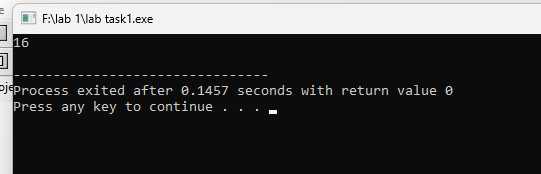 F:\lab 1\lab task1.exe
16
--------------------------------
Process exited after 0.1457 seconds with return value 0
Press any key to continue . . .
oje